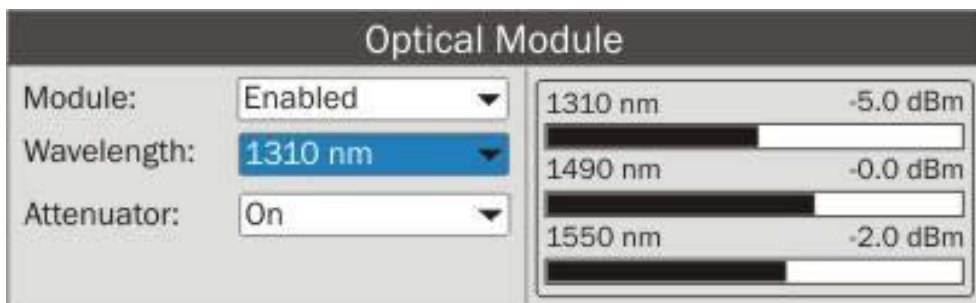 Optical Module
Module: Enabled
Wavelength: 1310 nm
Attenuator: On
1310 nm -5.0 dBm
1490 nm -0.0 dBm
1550 nm -2.0 dBm